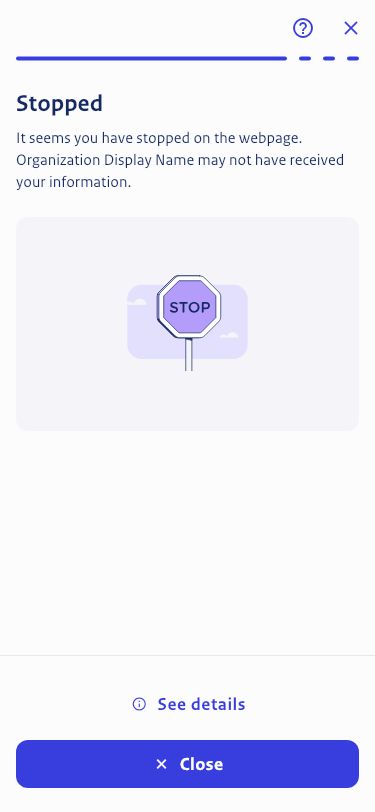 Stopped
It seems you have stopped on the webpage.
Organization Display Name may not have received
your information.
STOP
See details
Close